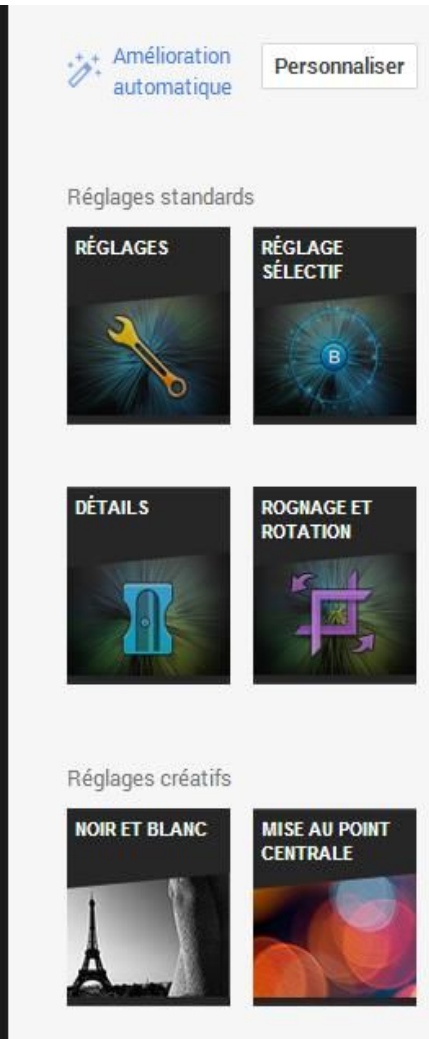 Amélioration
automatique
Personnaliser
Réglages standards
RÉGLAGES
RÉGLAGE
SÉLECTIF
B
DÉTAILS
ROGNAGE ET
ROTATION
Réglages créatifs
NOIR ET BLANC
MISE AU POINT
CENTRALE